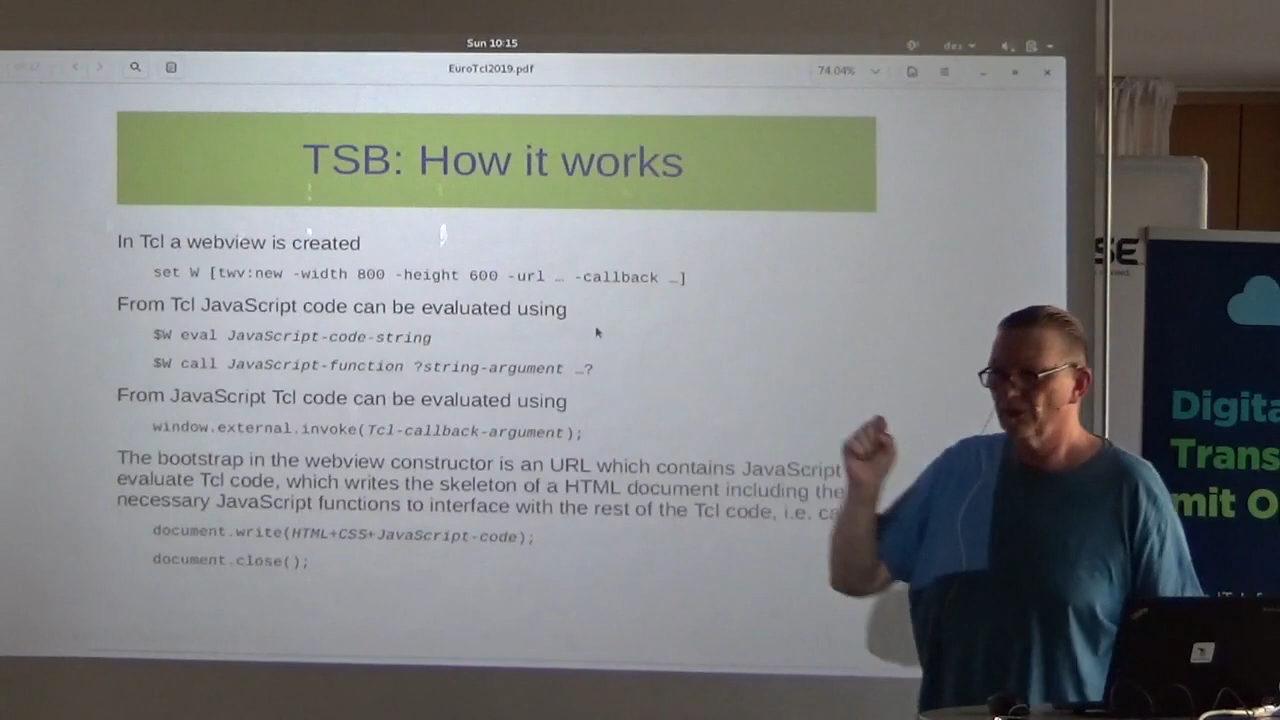 Sun 10:15
EuroTcl2019.pdf
74.04%
TSB: How it works
In Tcl a webview is created
set W [twv:new -width 800 -height 600 -url … -callback …]
From Tcl JavaScript code can be evaluated using
$W eval JavaScript-code-string
$W call JavaScript-function ?string-argument …?
From JavaScript Tcl code can be evaluated using
window.external.invoke(Tcl-callback-argument);
The bootstrap in the webview constructor is an URL which contains JavaScript
evaluate Tcl code, which writes the skeleton of a HTML document including the
necessary JavaScript functions to interface with the rest of the Tcl code, i.e. ca
document.write(HTML+CSS+JavaScript-code);
document.close();
SE
Digita
Trans
mit O